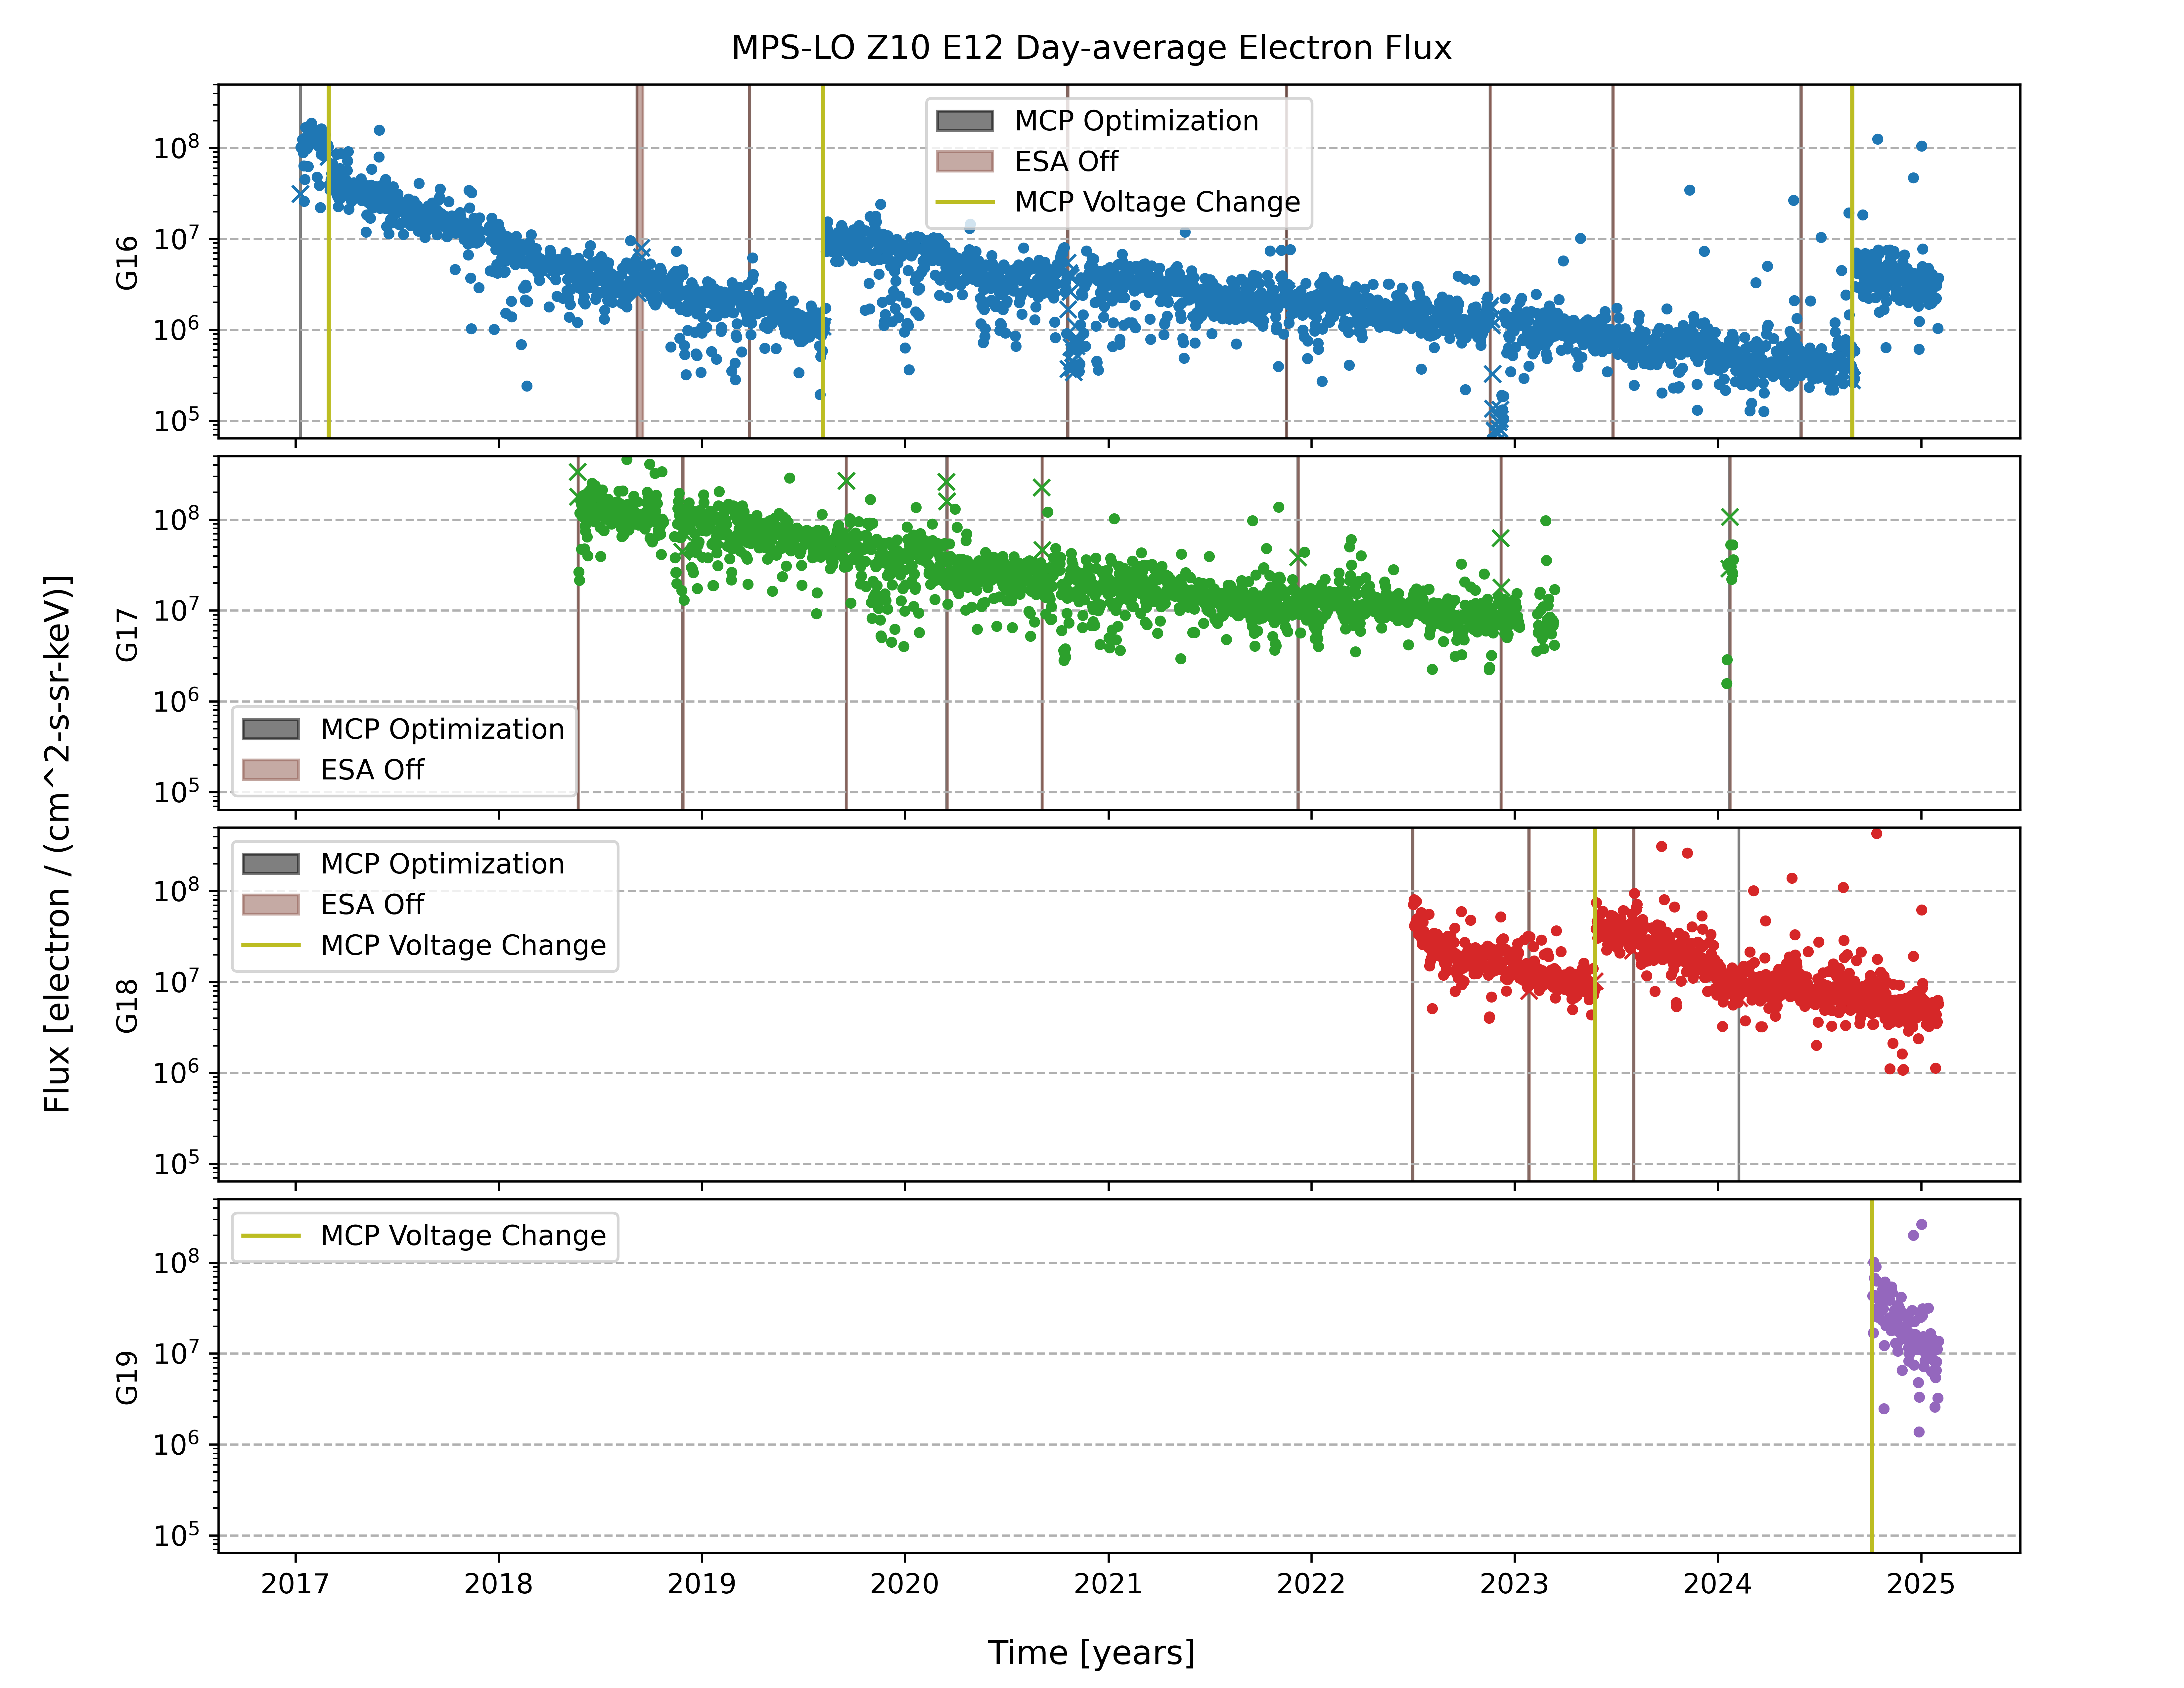 MPS-LO Z10 E12 Day-average Electron Flux
Flux [electron / (cm^2-s-sr-keV)]
G16
10^8
10^7
10^6
10^5
MCP Optimization
ESA Off
MCP Voltage Change
G17
10^8
10^7
10^6
10^5
MCP Optimization
ESA Off
G18
10^8
10^7
10^6
10^5
MCP Optimization
ESA Off
MCP Voltage Change
G19
10^8
10^7
10^6
10^5
MCP Voltage Change
2017 2018 2019 2020 2021 2022 2023 2024 2025
Time [years]